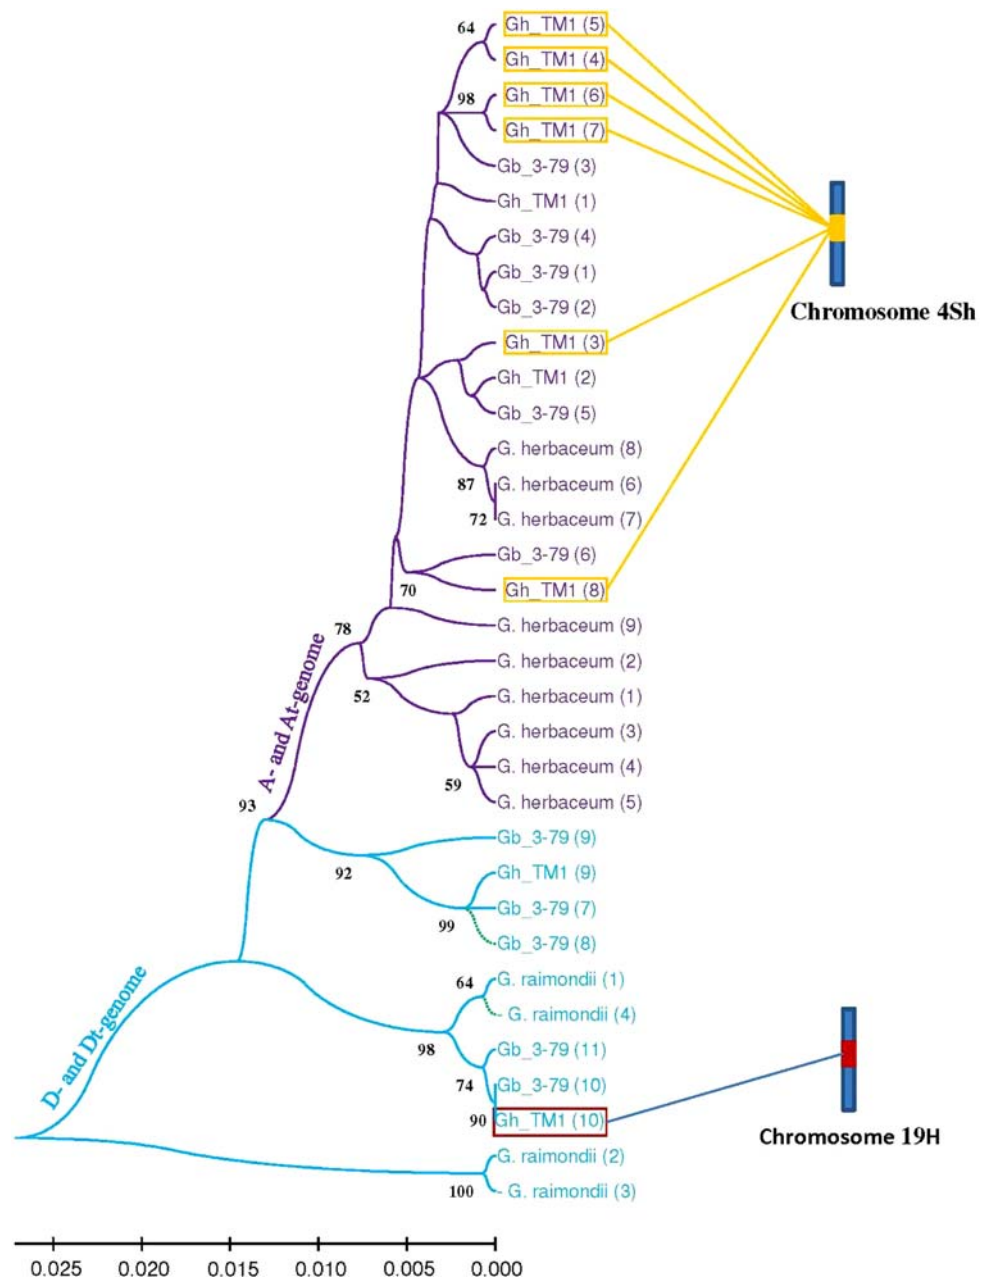 64
Gh_TM1 (5)
Gh_TM1 (4)
98
Gh_TM1 (6)
Gh_TM1 (7)
Gb_3-79 (3)
Gh_TM1 (1)
Gb_3-79 (4)
Gb_3-79 (1)
Gb_3-79 (2)
Chromosome 4Sh
Gh_TM1 (3)
Gh_TM1 (2)
Gb_3-79 (5)
G. herbaceum (8)
87
G. herbaceum (6)
72
G. herbaceum (7)
Gb_3-79 (6)
70
Gh_TM1 (8)
78
G. herbaceum (9)
G. herbaceum (2)
52
G. herbaceum (1)
A- and At-genome
G. herbaceum (3)
G. herbaceum (4)
59
G. herbaceum (5)
93
Gb_3-79 (9)
92
Gh_TM1 (9)
Gb_3-79 (7)
99
Gb_3-79 (8)
64
G. raimondii (1)
G. raimondii (4)
D- and Dt-genome
98
Gb_3-79 (11)
74
Gb_3-79 (10)
90
Gh_TM1 (10)
Chromosome 19H
G. raimondii (2)
100
G. raimondii (3)
0.025 0.020 0.015 0.010 0.005 0.000